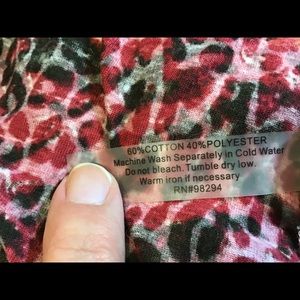 60%COTTON 40%POLYESTER
Machine Wash Separately in Cold Water
Do not bleach. Tumble dry low.
Warm iron if necessary
RN#98294